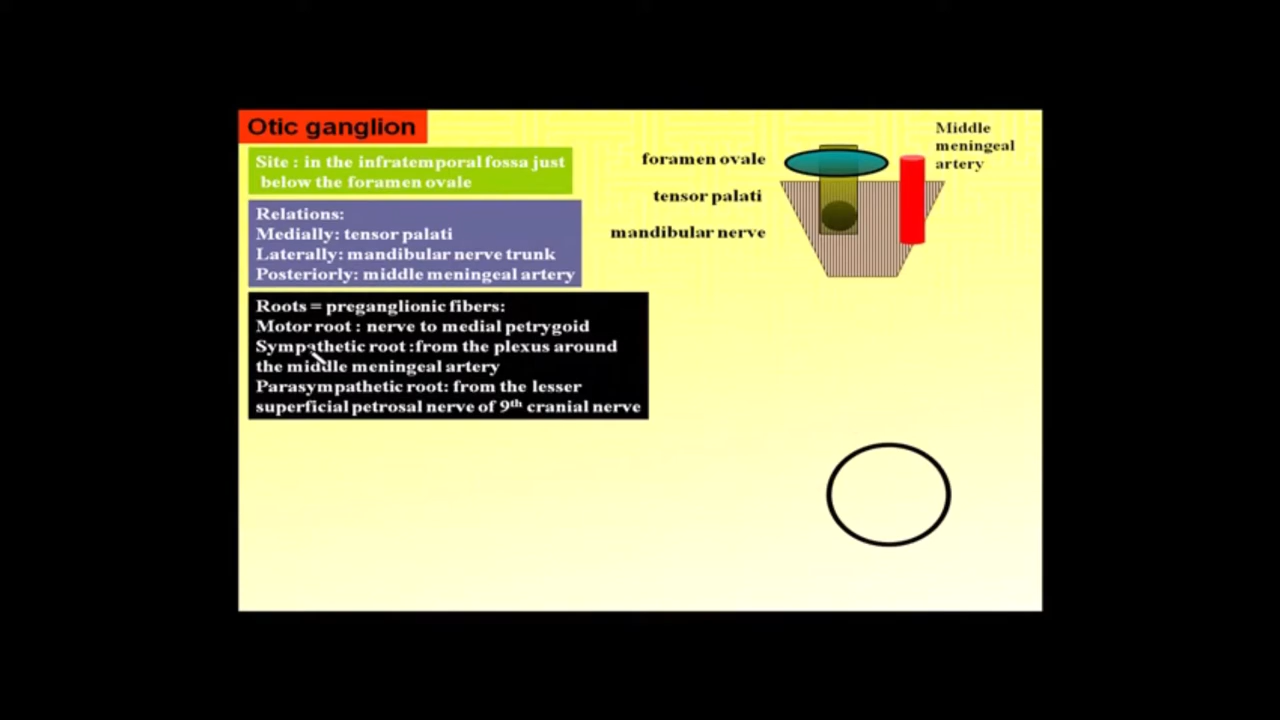 Otic ganglion
Site : in the infratemporal fossa just
below the foramen ovale
Relations:
Medially: tensor palati
Laterally: mandibular nerve trunk
Posteriorly: middle meningeal artery
Roots = preganglionic fibers:
Motor root : nerve to medial petrygoid
Sympathetic root :from the plexus around
the middle meningeal artery
Parasympathetic root: from the lesser
superficial petrosal nerve of 9th cranial nerve
foramen ovale
tensor palati
mandibular nerve
Middle
meningeal
artery